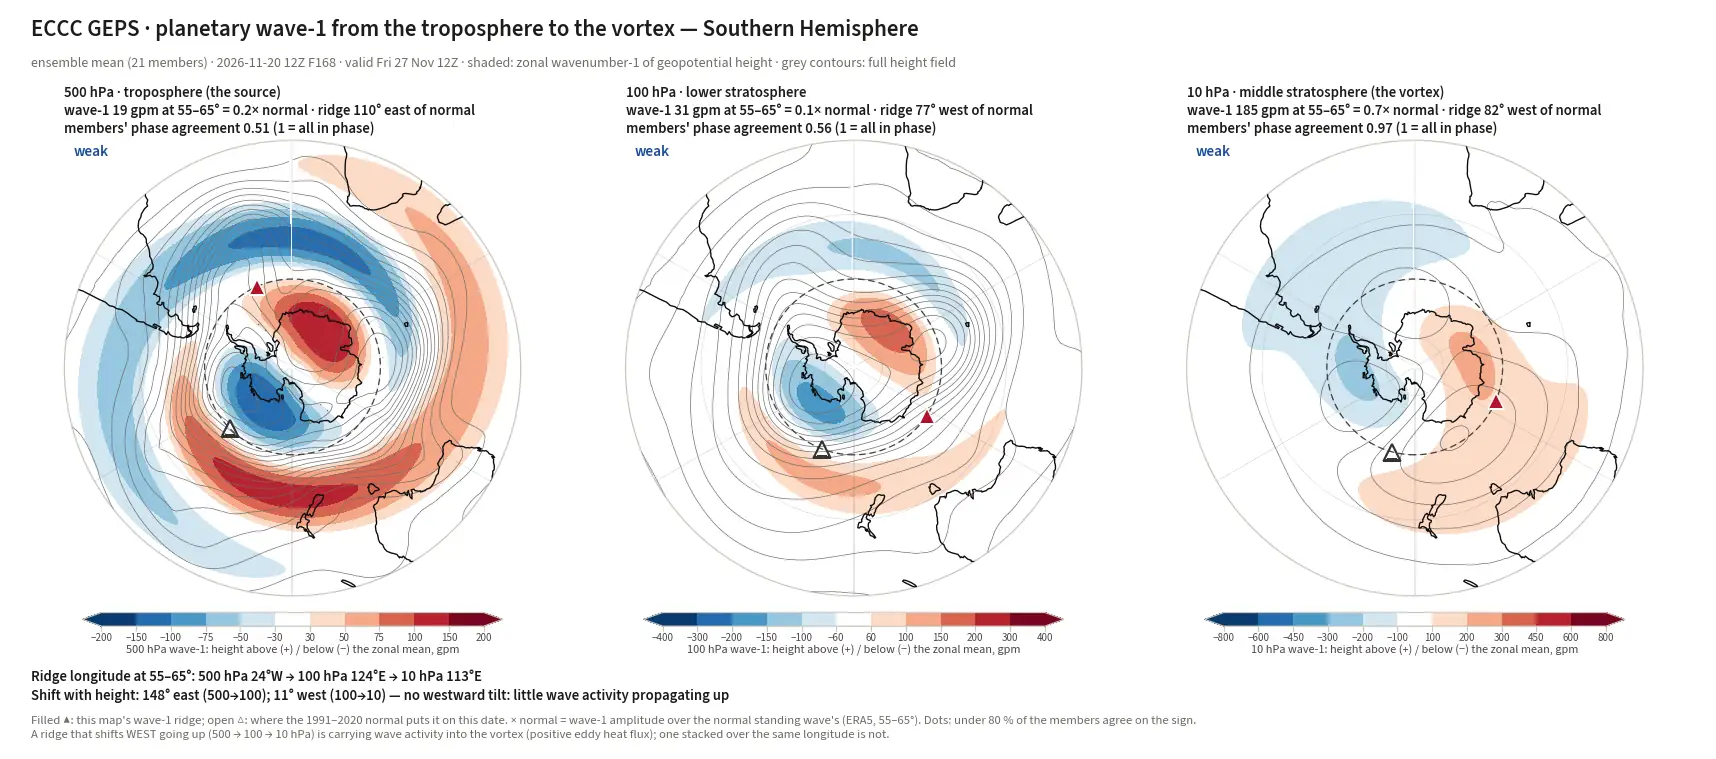 ECCC GEPS · planetary wave-1 from the troposphere to the vortex — Southern Hemisphere
ensemble mean (21 members) · 2026-11-20 12Z F168 · valid Fri 27 Nov 12Z · shaded: zonal wavenumber-1 of geopotential height · grey contours: full height field
500 hPa · troposphere (the source)
wave-1 19 gpm at 55–65° = 0.2× normal · ridge 110° east of normal
members' phase agreement 0.51 (1 = all in phase)
weak
100 hPa · lower stratosphere
wave-1 31 gpm at 55–65° = 0.1× normal · ridge 77° west of normal
members' phase agreement 0.56 (1 = all in phase)
weak
10 hPa · middle stratosphere (the vortex)
wave-1 185 gpm at 55–65° = 0.7× normal · ridge 82° west of normal
members' phase agreement 0.97 (1 = all in phase)
weak
−200 −150 −100 −75 −50 −30 30 50 75 100 150 200
500 hPa wave-1: height above (+) / below (−) the zonal mean, gpm
−400 −300 −200 −150 −100 −60 60 100 150 200 300 400
100 hPa wave-1: height above (+) / below (−) the zonal mean, gpm
−800 −600 −450 −300 −200 −100 100 200 300 450 600 800
10 hPa wave-1: height above (+) / below (−) the zonal mean, gpm
Ridge longitude at 55–65°: 500 hPa 24°W → 100 hPa 124°E → 10 hPa 113°E
Shift with height: 148° east (500→100); 11° west (100→10) — no westward tilt: little wave activity propagating up
Filled ▲: this map's wave-1 ridge; open △: where the 1991–2020 normal puts it on this date. × normal = wave-1 amplitude over the normal standing wave's (ERA5, 55–65°). Dots: under 80 % of the members agree on the sign.
A ridge that shifts WEST going up (500 → 100 → 10 hPa) is carrying wave activity into the vortex (positive eddy heat flux); one stacked over the same longitude is not.